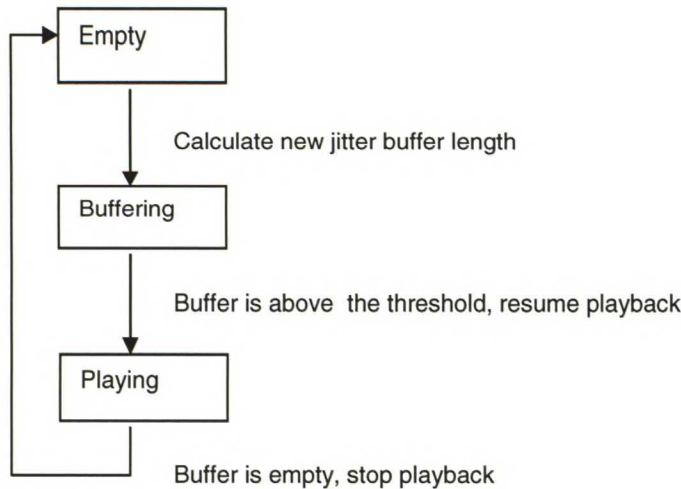 Empty
Calculate new jitter buffer length
Buffering
Buffer is above the threshold, resume playback
Playing
Buffer is empty, stop playback